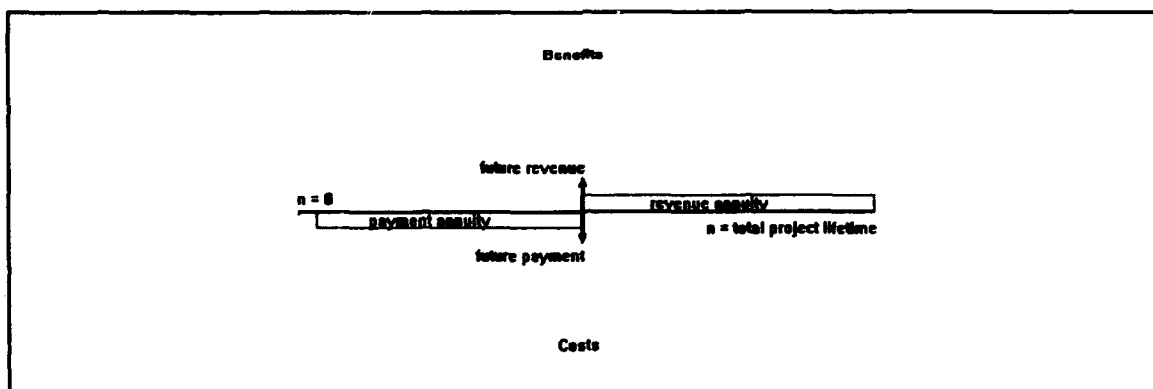 Benefits
future revenue
n = 0
revenue annuity
payment annuity
n = total project lifetime
future payment
Costs